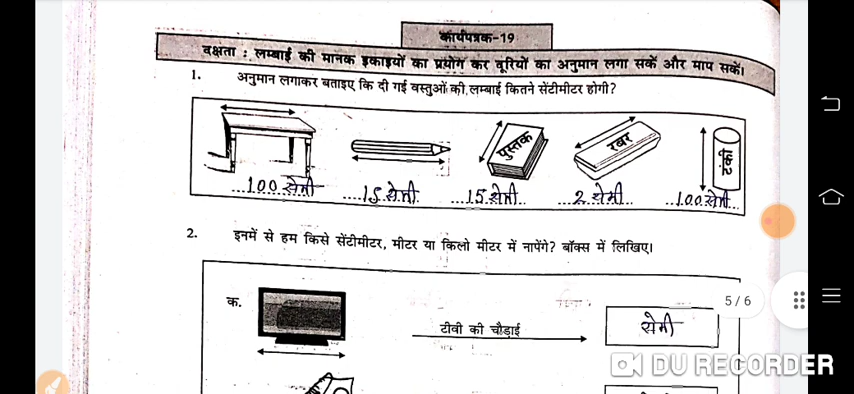 कार्यपत्रक-19
दक्षता : लम्बाई की मानक इकाइयों का प्रयोग कर दूरियों का अनुमान लगा सकें और माप सकें।
1. अनुमान लगाकर बताइए कि दी गई वस्तुओं की लम्बाई कितने सेंटीमीटर होगी?
पुस्तक रबर टंकी
100 सेमी 15 सेमी 15 सेमी 2 सेमी 100 सेमी
2. इनमें से हम किसे सेंटीमीटर, मीटर या किलो मीटर में नापेंगे? बॉक्स में लिखिए।
5/6
क. टीवी की चौड़ाई सेमी
DU RECORDER